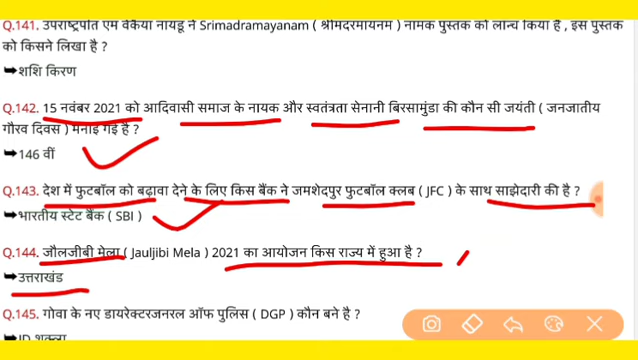 Q.141. उपराष्ट्रपति एम वेंकैया नायडू ने Srimadramayanam ( श्रीमदरमायनम ) नामक पुस्तक को लॉन्च किया है , इस पुस्तक
को किसने लिखा है ?
➡शशि किरण
Q.142. 15 नवंबर 2021 को आदिवासी समाज के नायक और स्वतंत्रता सेनानी बिरसामुंडा की कौन सी जयंती ( जनजातीय
गौरव दिवस ) मनाई गई है ?
➡146 वीं
Q.143. देश में फुटबॉल को बढ़ावा देने के लिए किस बैंक ने जमशेदपुर फुटबॉल क्लब ( JFC ) के साथ साझेदारी की है ?
➡भारतीय स्टेट बैंक ( SBI )
Q.144. जौलजीबी मेला ( Jauljibi Mela ) 2021 का आयोजन किस राज्य में हुआ है ?
➡उत्तराखंड
Q.145. गोवा के नए डायरेक्टरजनरल ऑफ पुलिस ( DGP ) कौन बने है ?
➡ID शुक्ला